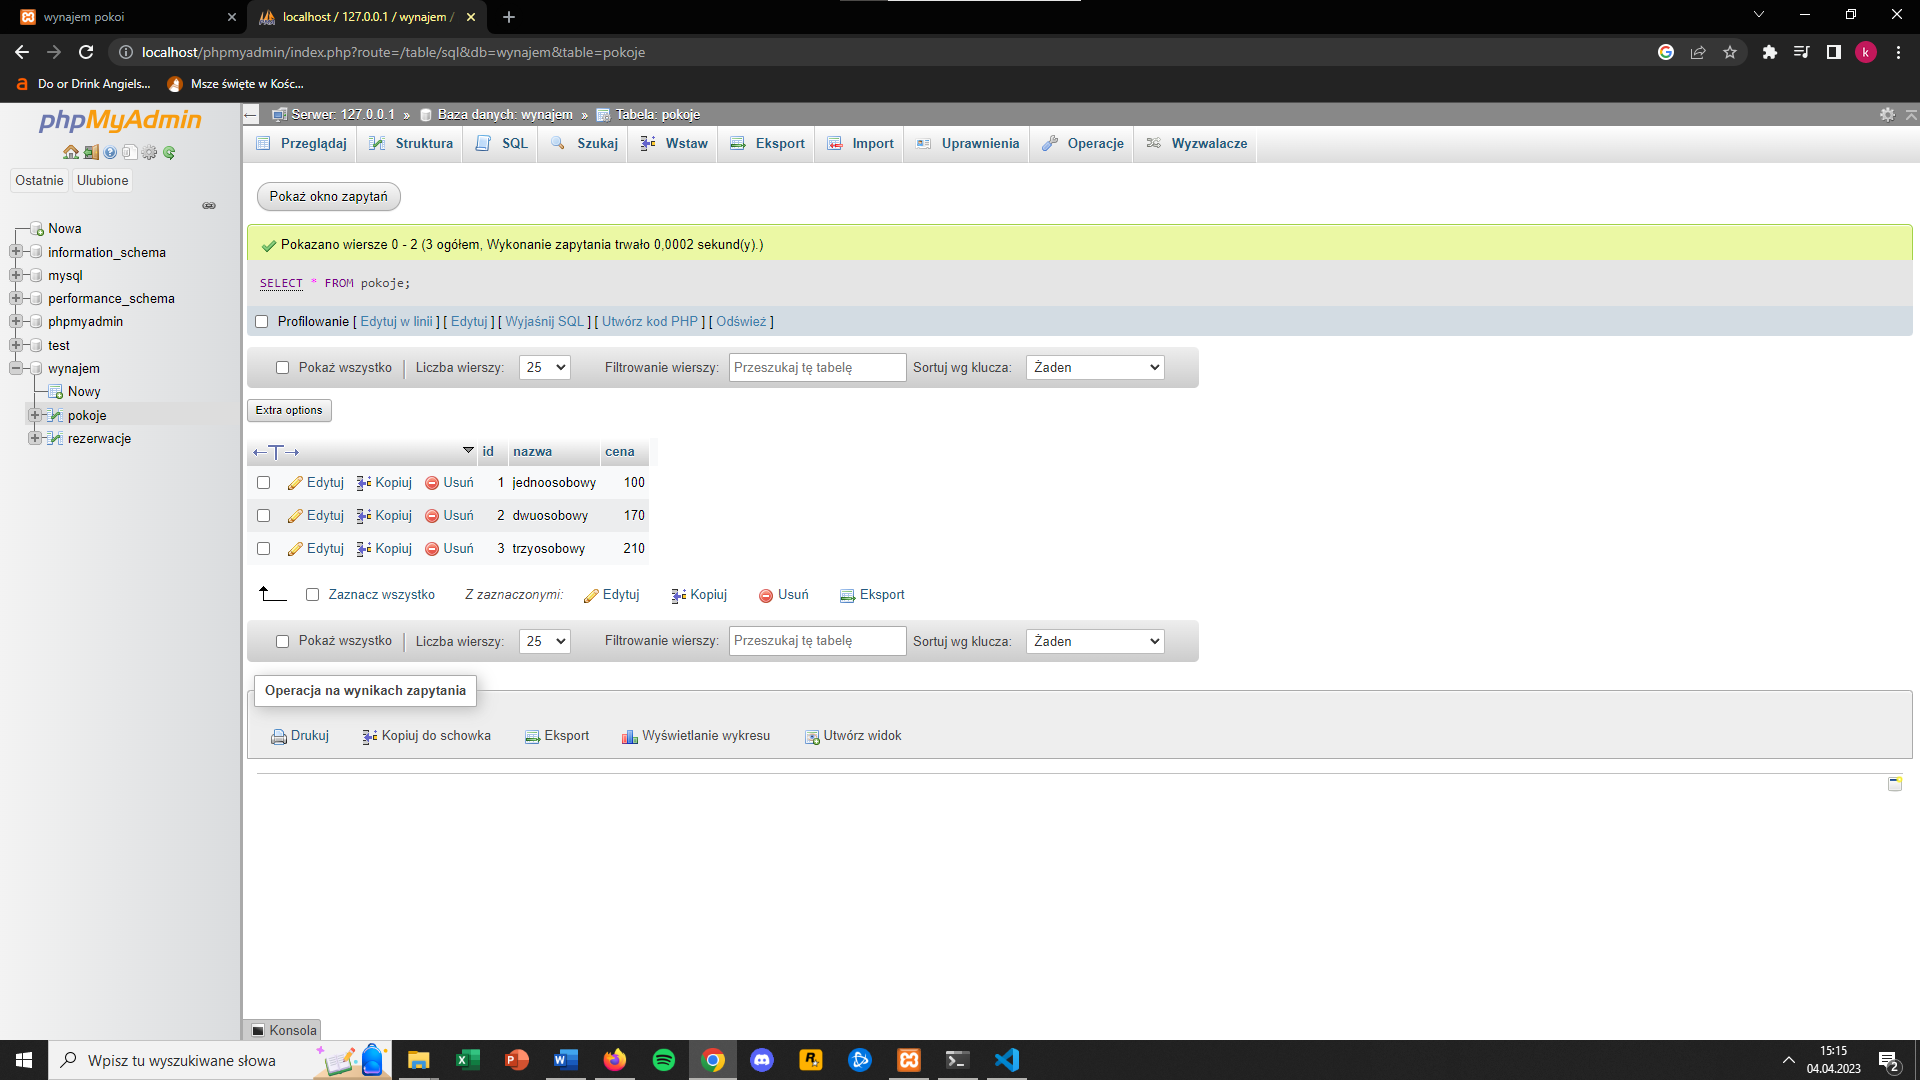 wynajem pokoi
localhost / 127.0.0.1 / wynajem /
localhost/phpmyadmin/index.php?route=/table/sql&db=wynajem&table=pokoje
k
Do or Drink Angiels...
Msze święte w Kośc...
phpMyAdmin
Ostatnie
Ulubione
Nowa
information_schema
mysql
performance_schema
phpmyadmin
test
wynajem
Nowy
pokoje
rezerwacje
Serwer: 127.0.0.1 » Baza danych: wynajem » Tabela: pokoje
Przeglądaj Struktura SQL Szukaj Wstaw Eksport Import Uprawnienia Operacje Wyzwalacze
Pokaż okno zapytań
Pokazano wiersze 0 - 2 (3 ogółem, Wykonanie zapytania trwało 0,0002 sekund(y).)
SELECT * FROM pokoje;
Profilowanie [ Edytuj w linii ] [ Edytuj ] [ Wyjaśnij SQL ] [ Utwórz kod PHP ] [ Odśwież ]
Pokaż wszystko Liczba wierszy: 25 Filtrowanie wierszy: Przeszukaj tę tabelę Sortuj wg klucza: Żaden
Extra options
←T→ id nazwa cena
Edytuj Kopiuj Usuń 1 jednoosobowy 100
Edytuj Kopiuj Usuń 2 dwuosobowy 170
Edytuj Kopiuj Usuń 3 trzyosobowy 210
Zaznacz wszystko Z zaznaczonymi: Edytuj Kopiuj Usuń Eksport
Pokaż wszystko Liczba wierszy: 25 Filtrowanie wierszy: Przeszukaj tę tabelę Sortuj wg klucza: Żaden
Operacja na wynikach zapytania
Drukuj Kopiuj do schowka Eksport Wyświetlanie wykresu Utwórz widok
Konsola
Wpisz tu wyszukiwane słowa
15:15
04.04.2023
2